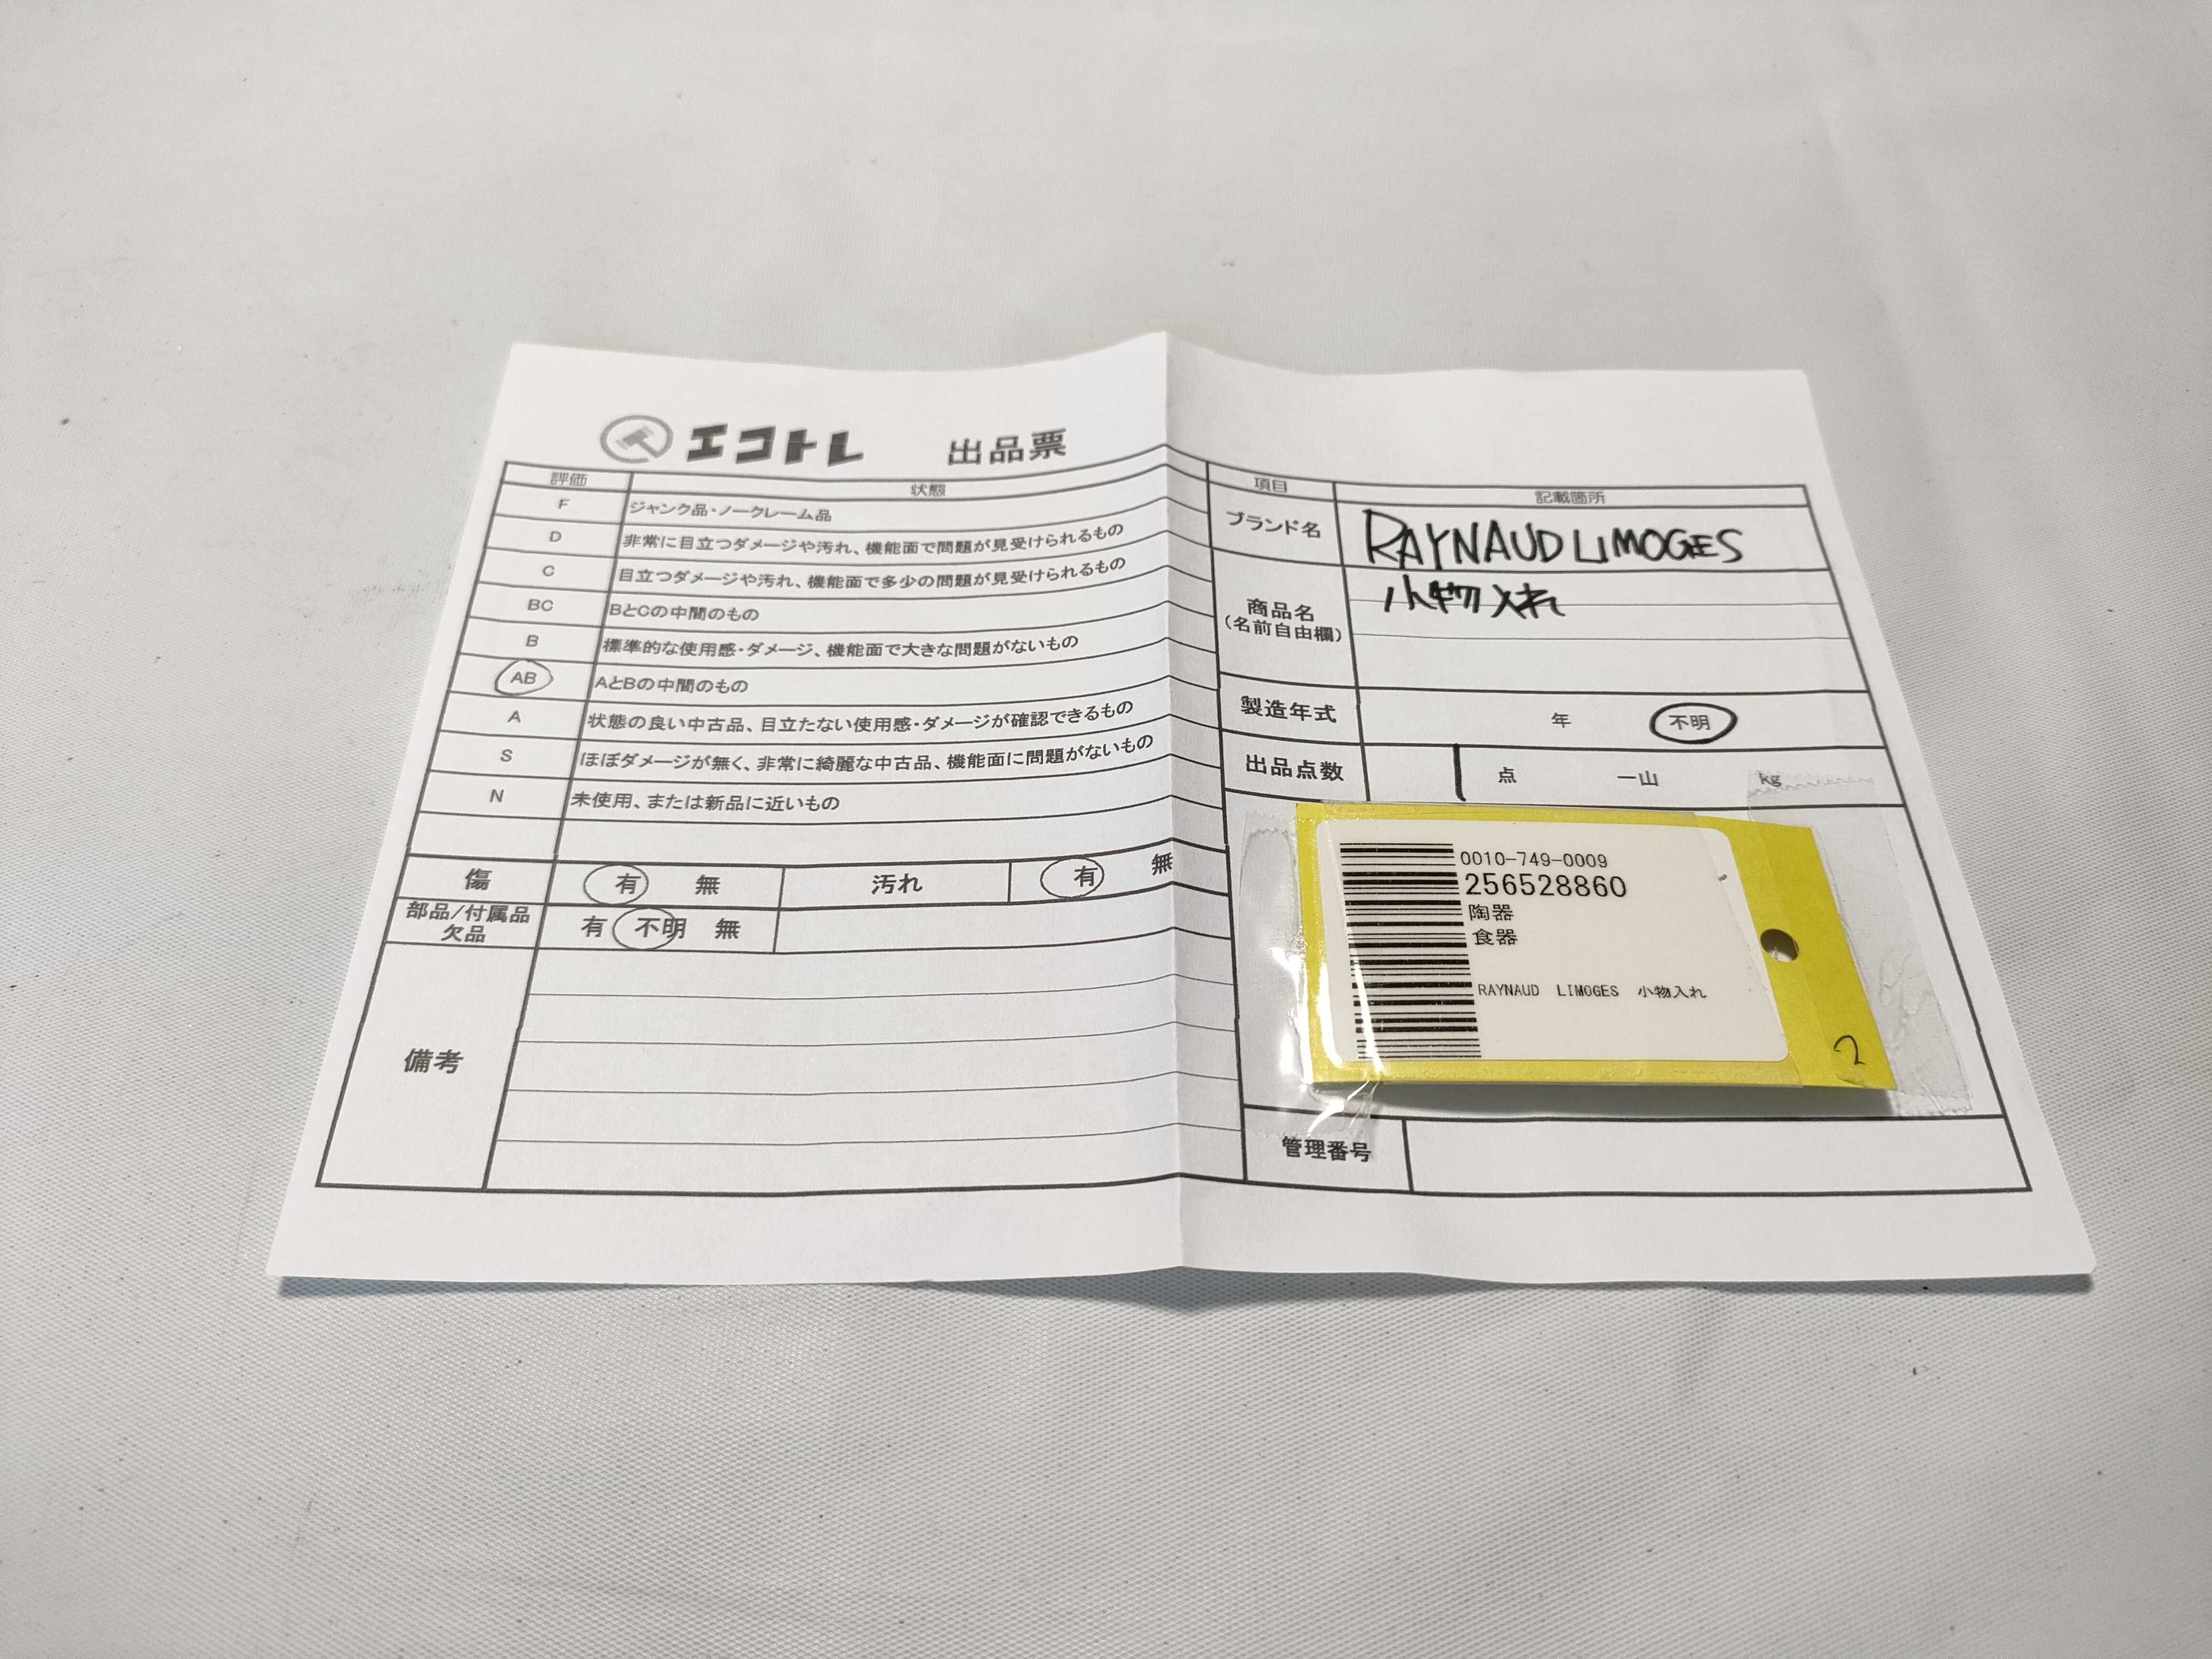 エコトレ 出品票
評価 状態
F ジャンク品・ノークレーム品
D 非常に目立つダメージや汚れ、機能面で問題が見受けられるもの
C 目立つダメージや汚れ、機能面で多少の問題が見受けられるもの
BC BとCの中間のもの
B 標準的な使用感・ダメージ、機能面で大きな問題がないもの
AB AとBの中間のもの
A 状態の良い中古品、目立たない使用感・ダメージが確認できるもの
S ほぼダメージが無く、非常に綺麗な中古品、機能面に問題がないもの
N 未使用、または新品に近いもの
傷 有 無 汚れ 有 無
部品/付属品
欠品 有 不明 無
備考
項目 記載箇所
ブランド名 RAYNAUD LIMOGES
商品名
(名前自由欄) 小物入れ
製造年式 年 不明
出品点数 1 点 一山 kg
0010-749-0009
256528860
陶器
食器
RAYNAUD LIMOGES 小物入れ
2
管理番号